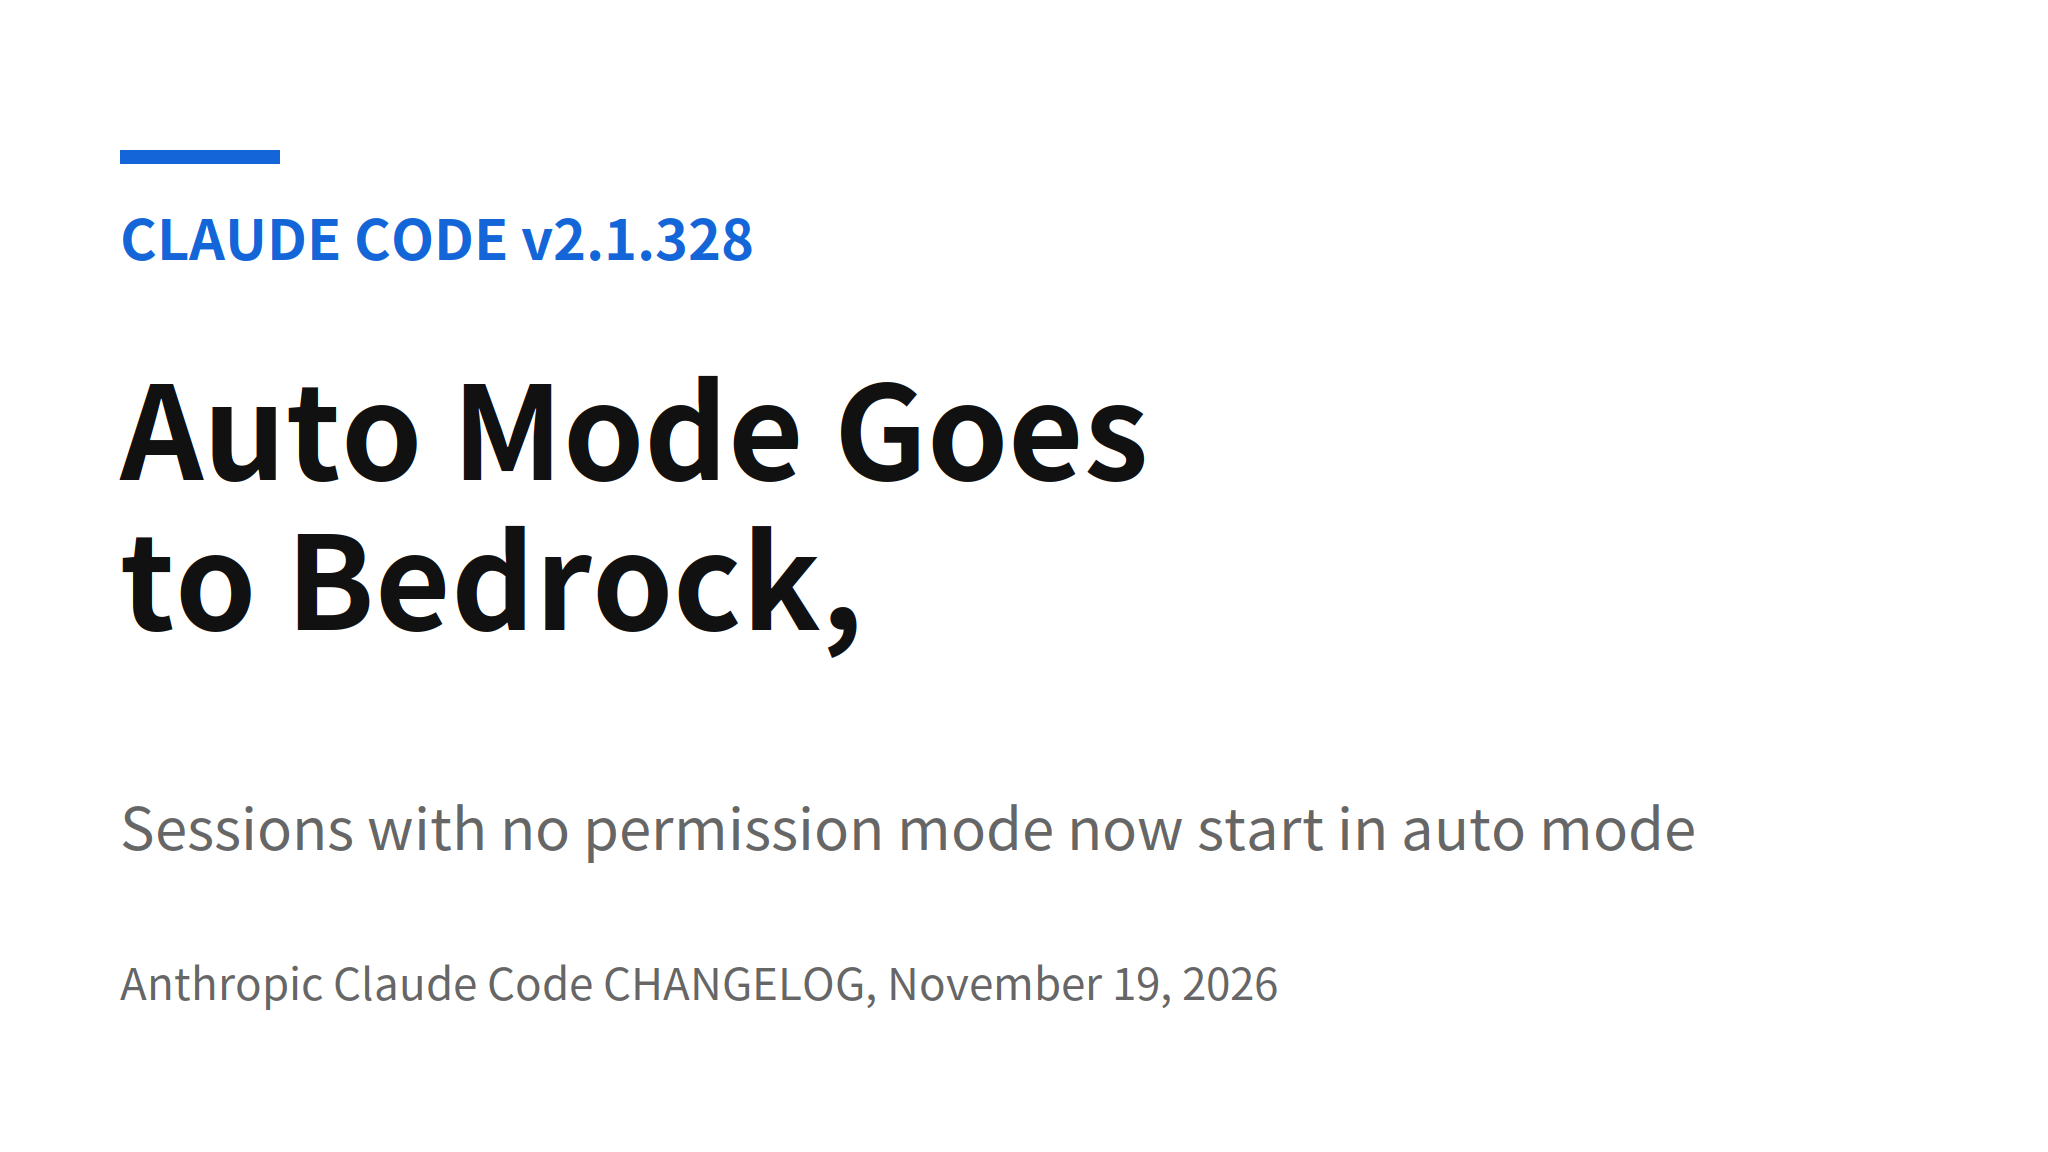 CLAUDE CODE v2.1.328
Auto Mode Goes
to Bedrock,
Sessions with no permission mode now start in auto mode
Anthropic Claude Code CHANGELOG, November 19, 2026